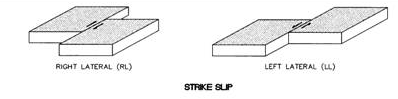 RIGHT LATERAL (RL)
LEFT LATERAL (LL)
STRIKE SLIP